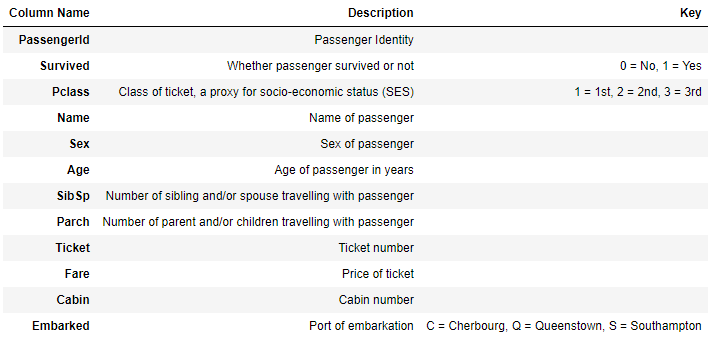 Column Name Description Key
PassengerId Passenger Identity
Survived Whether passenger survived or not 0 = No, 1 = Yes
Pclass Class of ticket, a proxy for socio-economic status (SES) 1 = 1st, 2 = 2nd, 3 = 3rd
Name Name of passenger
Sex Sex of passenger
Age Age of passenger in years
SibSp Number of sibling and/or spouse travelling with passenger
Parch Number of parent and/or children travelling with passenger
Ticket Ticket number
Fare Price of ticket
Cabin Cabin number
Embarked Port of embarkation C = Cherbourg, Q = Queenstown, S = Southampton